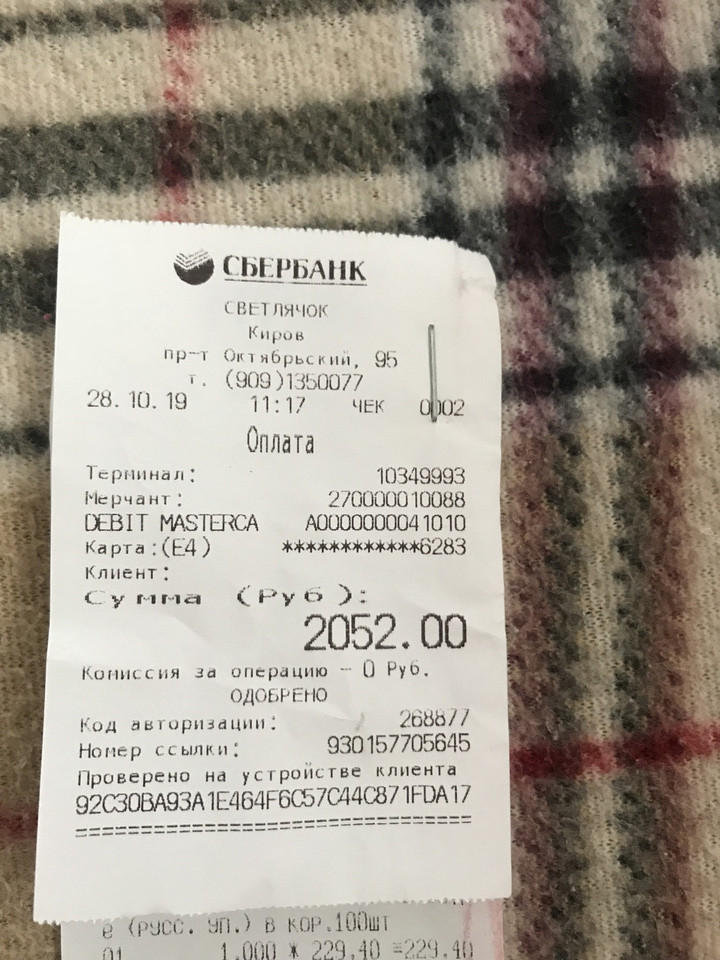 СБЕРБАНК
СВЕТЛЯЧОК
Киров
пр-т Октябрьский, 95
т. (909)1350077
28.10.19 11:17 ЧЕК 0002
Оплата
Терминал: 10349993
Мерчант: 270000010088
DEBIT MASTERCA A0000000041010
Карта:(E4) ************6283
Клиент:
Сумма (Руб):
2052.00
Комиссия за операцию - 0 Руб.
ОДОБРЕНО
Код авторизации: 268877
Номер ссылки: 930157705645
Проверено на устройстве клиента
92C30BA93A1E464F6C57C44C871FDA17
================================
(РУСС. УП.) В КОР.100шт
01 1.000 * 229.40 =229.40